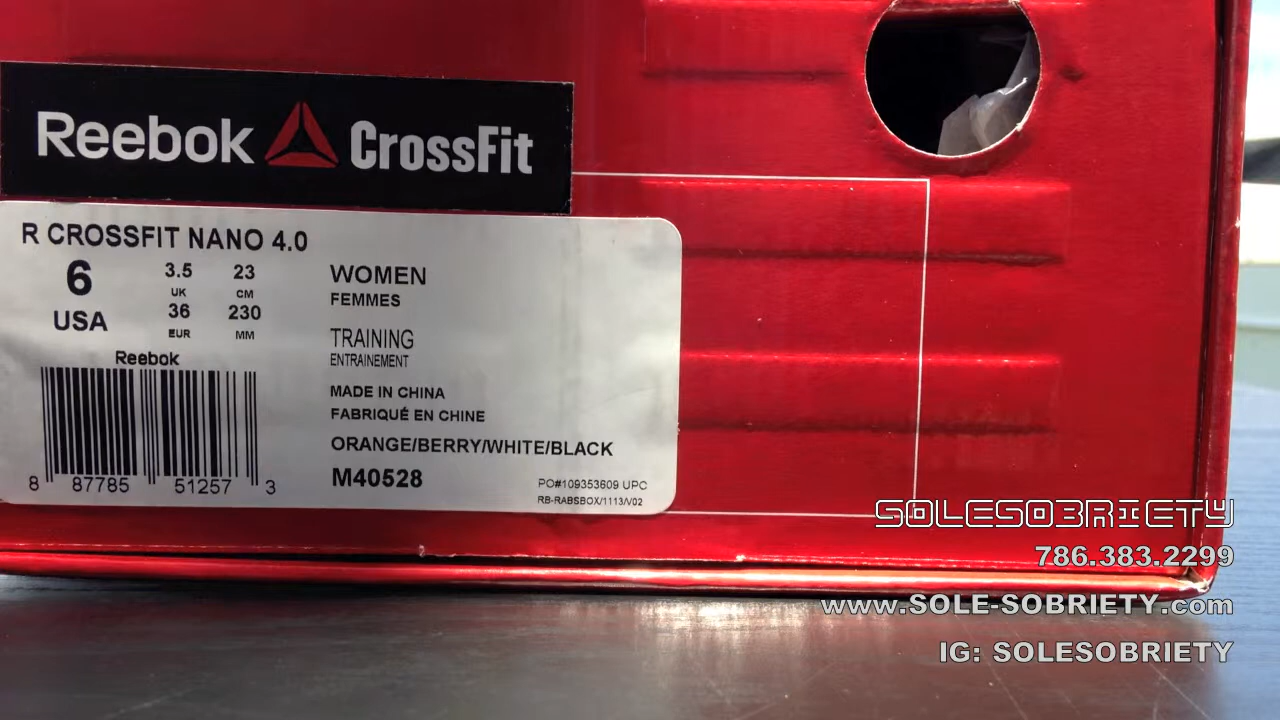 Reebok CrossFit
R CROSSFIT NANO 4.0
6
USA
3.5
UK
36
EUR
23
CM
230
MM
Reebok
8 87785 51257 3
WOMEN
FEMMES
TRAINING
ENTRAINEMENT
MADE IN CHINA
FABRIQUÉ EN CHINE
ORANGE/BERRY/WHITE/BLACK
M40528
PO#109353609 UPC
RB-RABSBOX/1113/V02
SOLESOBRIETY
786.383.2299
www.SOLE-SOBRIETY.com
IG: SOLESOBRIETY